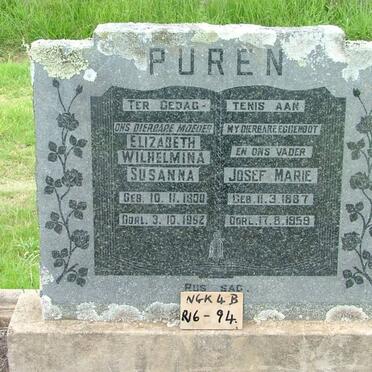 PUREN
TER GEDAG-
ONS DIERBARE MOEDER
ELIZABETH
WILHELMINA
SUSANNA
GEB. 10. 11. 1900
OORL. 3. 10. 1952
TENIS AAN
MY DIERBARE EGGENOOT
EN ONS VADER
JOSEF MARIE
GEB. 11. 3. 1887
OORL. 17. 8. 1959
RUS SAG.
NGK 4 B
R16 - 94.